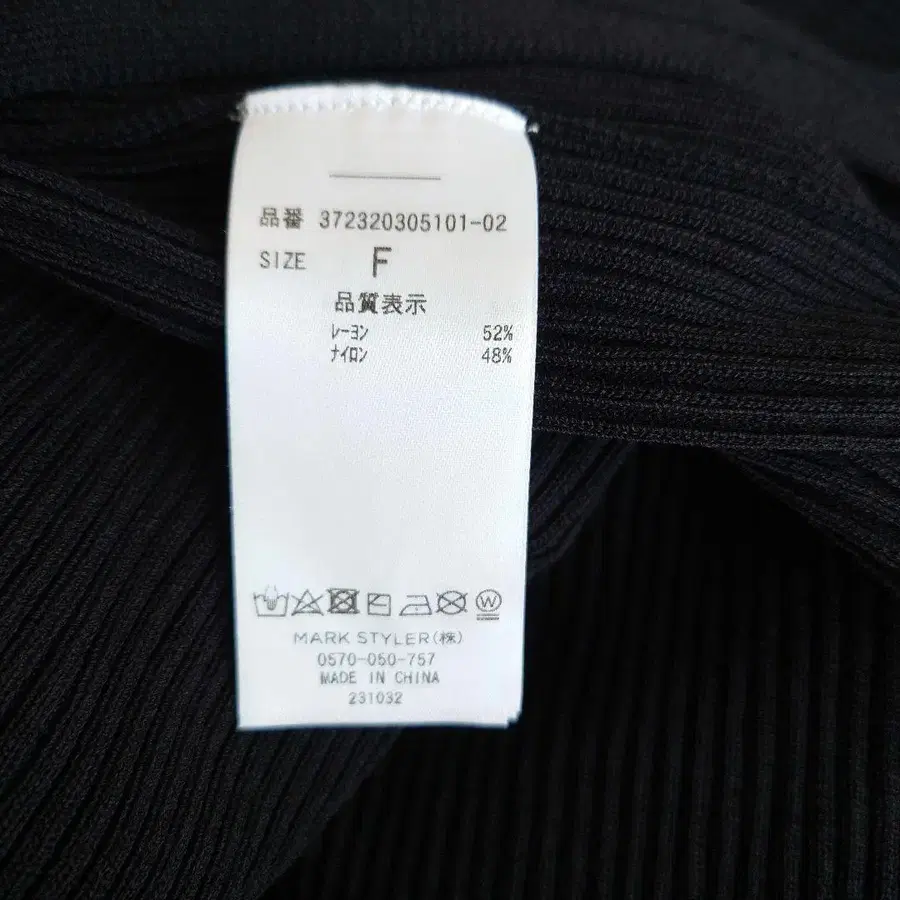 品番 372320305101-02
SIZE F
品質表示
ﾚｰﾖﾝ 52%
ﾅｲﾛﾝ 48%
W
MARK STYLER(株)
0570-050-757
MADE IN CHINA
231032